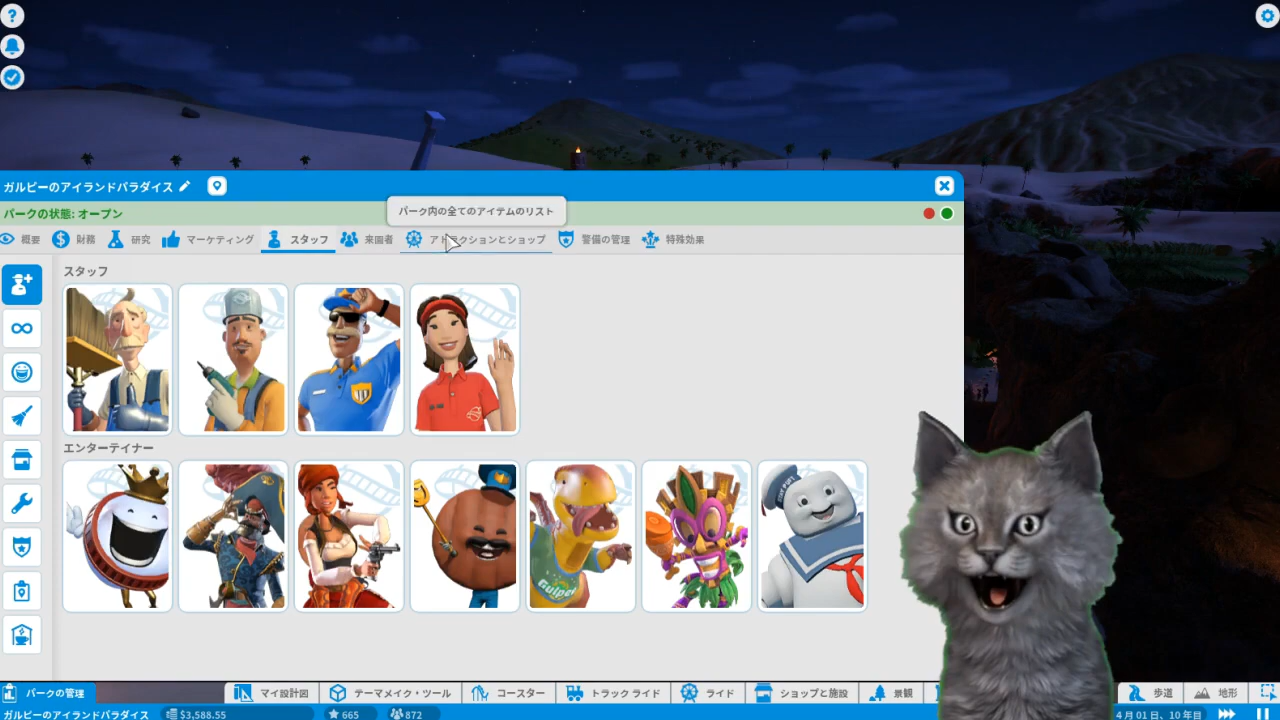 ガルピーのアイランドパラダイス
パークの状態: オープン
パーク内の全てのアイテムのリスト
概要 財務 研究 マーケティング スタッフ 来園者 アトラクションとショップ 警備の管理 特殊効果
スタッフ
エンターテイナー
Gulpee
STAY PUFT
パークの管理 マイ設計図 テーマメイク・ツール コースター トラック ライド ライド ショップと施設 景観 歩道 地形
ガルピーのアイランドパラダイス $3,588.55 665 872 4 月 01 日、10 年目